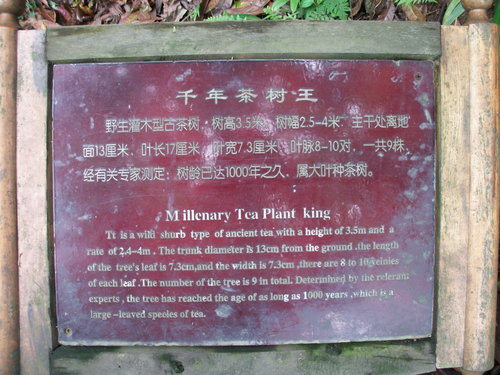 千年茶树王
野生灌木型古茶树·树高3.5米，树幅2.5-4米 主干处离地
面13厘米、叶长17厘米、叶宽7.3厘米、叶脉8-10对，一共9株，
经有关专家测定：树龄已达1000年之久、属大叶种茶树。
M illenary Tea Plant king
It is a wild shurb type of ancient tea with a height of 3.5m and a
rate of 2.4-4m . The trunk diameter is 13cm from the ground .the length
of the tree's leaf is 7.3cm,and the width is 7.3cm ,there are 8 to 10 veinies
of each leaf .The number of the tree is 9 in total. Determined by the relerant
experts , the tree has reached the age of as long as 1000 years ,which is a
large -leaved species of tea.